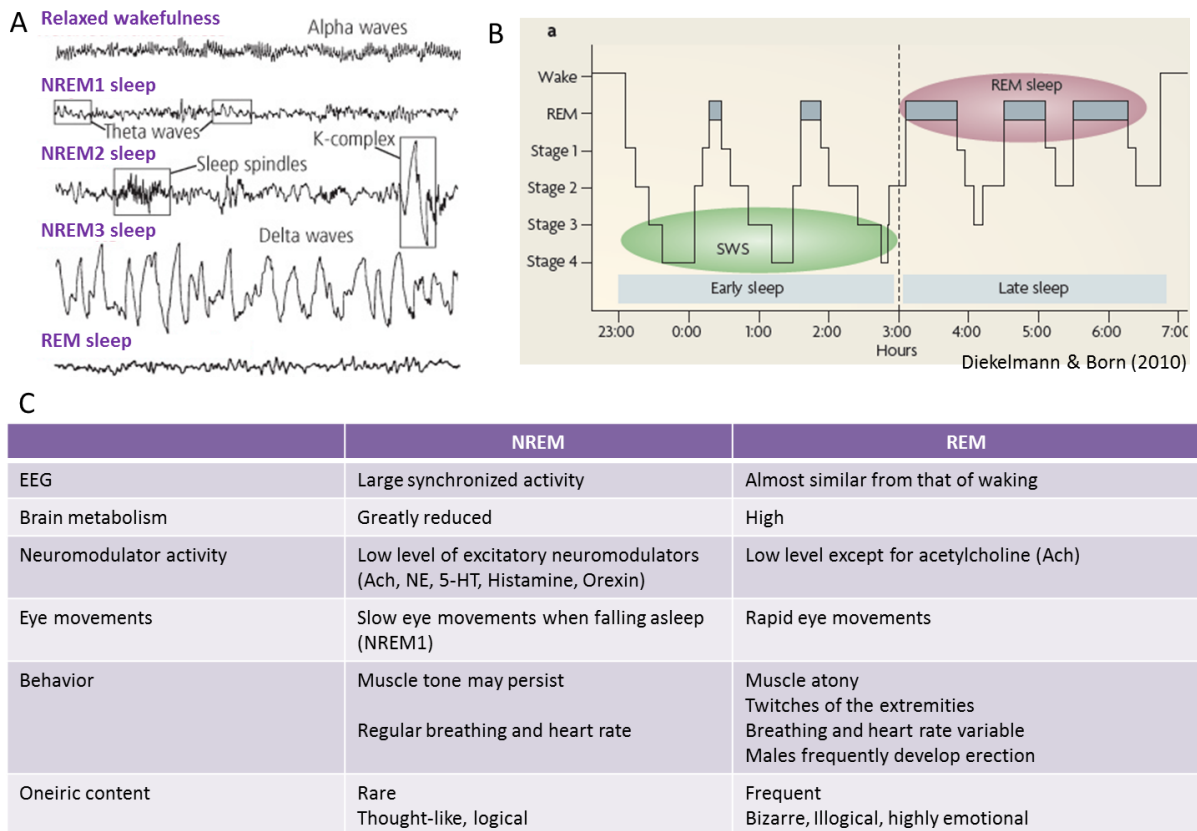 A
Relaxed wakefulness
Alpha waves
NREM1 sleep
Theta waves
K-complex
NREM2 sleep
Sleep spindles
NREM3 sleep
Delta waves
REM sleep
B
a
Wake
REM
Stage 1
Stage 2
Stage 3
Stage 4
REM sleep
SWS
Early sleep
Late sleep
23:00 0:00 1:00 2:00 3:00 4:00 5:00 6:00 7:00
Hours
Diekelmann & Born (2010)
C
NREM REM
EEG Large synchronized activity Almost similar from that of waking
Brain metabolism Greatly reduced High
Neuromodulator activity Low level of excitatory neuromodulators Low level except for acetylcholine (Ach)
(Ach, NE, 5-HT, Histamine, Orexin)
Eye movements Slow eye movements when falling asleep Rapid eye movements
(NREM1)
Behavior Muscle tone may persist Muscle atony
Twitches of the extremities
Regular breathing and heart rate Breathing and heart rate variable
Males frequently develop erection
Oneiric content Rare Frequent
Thought-like, logical Bizarre, Illogical, highly emotional